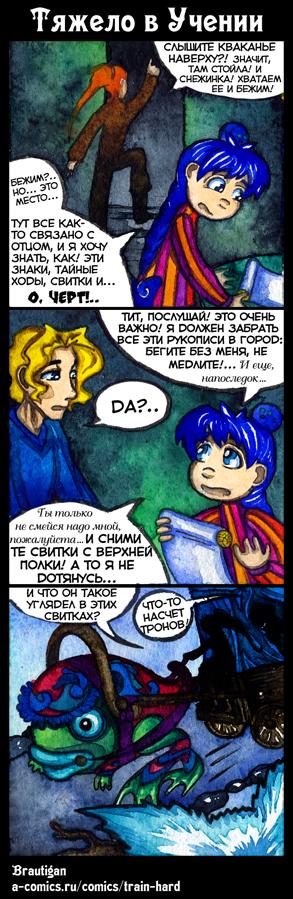 Тяжело в Учении
СЛЫШИТЕ КВАКАНЬЕ
НАВЕРХУ?! ЗНАЧИТ,
ТАМ СТОЙЛА! И
СНЕЖИНКА! ХВАТАЕМ
ЕЕ И БЕЖИМ!
БЕЖИМ?..
НО... ЭТО
МЕСТО...
ТУТ ВСЕ КАК-
ТО СВЯЗАНО С
ОТЦОМ, И Я ХОЧУ
ЗНАТЬ, КАК! ЭТИ
ЗНАКИ, ТАЙНЫЕ
ХОДЫ, СВИТКИ И...
О, ЧЕРТ!..
ТИТ, ПОСЛУШАЙ! ЭТО ОЧЕНЬ
ВАЖНО! Я ДОЛЖЕН ЗАБРАТЬ
ВСЕ ЭТИ РУКОПИСИ В ГОРОД:
БЕГИТЕ БЕЗ МЕНЯ, НЕ
МЕДЛИТЕ!... И еще,
напоследок...
ДА?..
Ты только
не смейся надо мной,
пожалуйста... И СНИМИ
ТЕ СВИТКИ С ВЕРХНЕЙ
ПОЛКИ! А ТО Я НЕ
ДОТЯНУСЬ...
И ЧТО ОН ТАКОЕ
УГЛЯДЕЛ В ЭТИХ
СВИТКАХ?
ЧТО-ТО
НАСЧЕТ
ТРОНОВ!
Brautigan
a-comics.ru/comics/train-hard